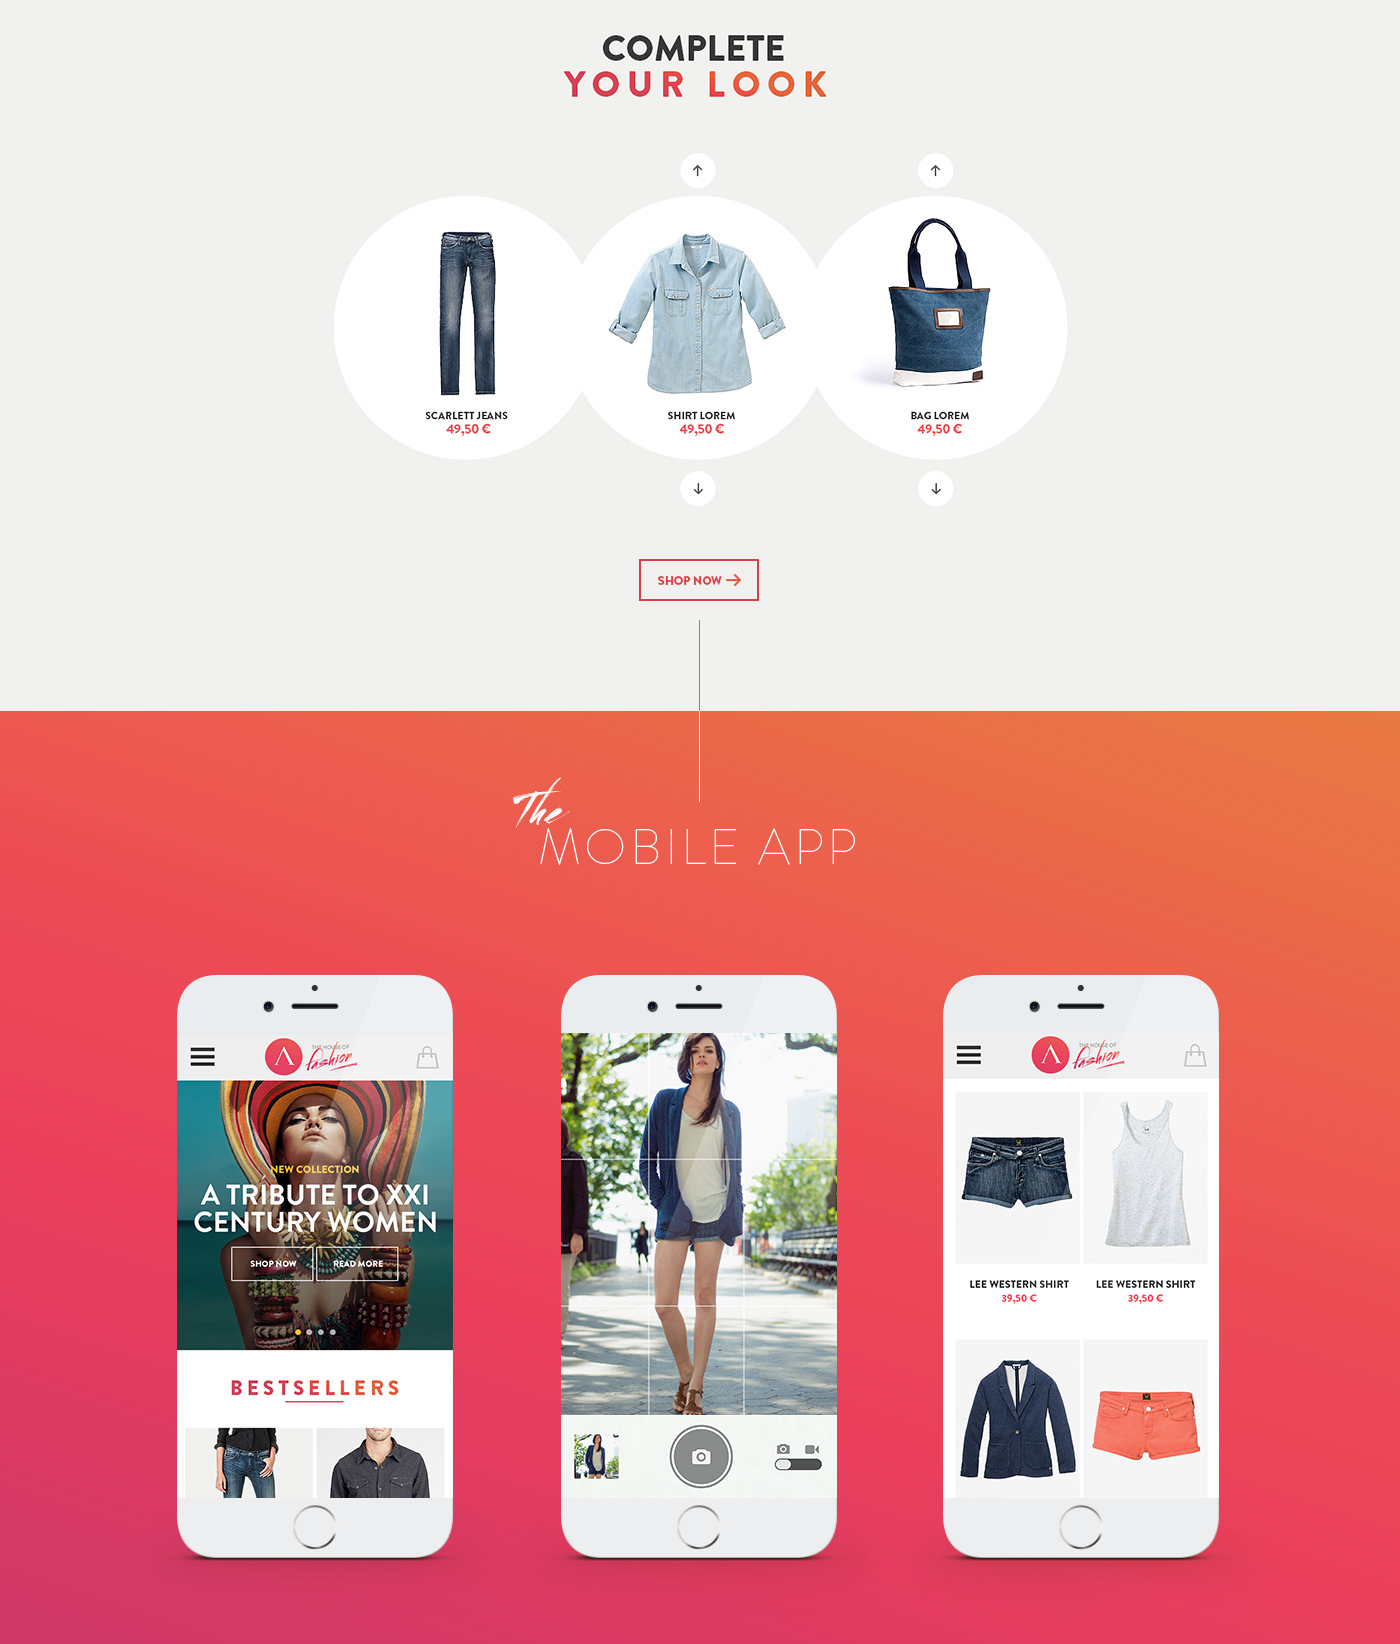 COMPLETE
YOUR LOOK
SCARLETT JEANS
49,50 €
SHIRT LOREM
49,50 €
BAG LOREM
49,50 €
SHOP NOW
The
MOBILE APP
THE HOUSE OF
fashion
NEW COLLECTION
A TRIBUTE TO XXI
CENTURY WOMEN
SHOP NOW
READ MORE
BESTSELLERS
THE HOUSE OF
fashion
LEE WESTERN SHIRT
39,50 €
LEE WESTERN SHIRT
39,50 €